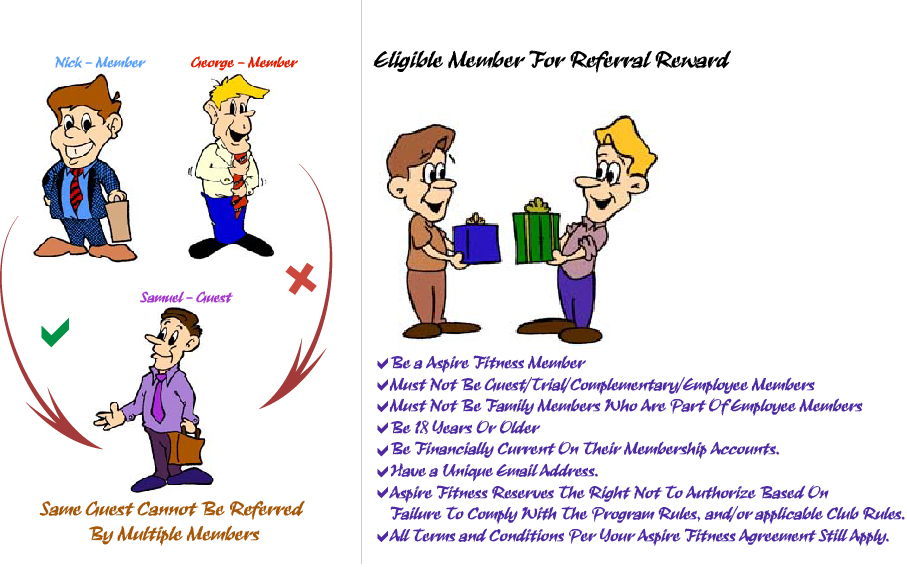 Nick - Member
George - Member
Samuel - Guest
Same Guest Cannot Be Referred
By Multiple Members
Eligible Member For Referral Reward
Be a Aspire Fitness Member
Must Not Be Guest/Trial/Complementary/Employee Members
Must Not Be Family Members Who Are Part Of Employee Members
Be 18 Years Or Older
Be Financially Current On Their Membership Accounts.
Have a Unique Email Address.
Aspire Fitness Reserves The Right Not To Authorize Based On
Failure To Comply With The Program Rules, and/or applicable Club Rules.
All Terms and Conditions Per Your Aspire Fitness Agreement Still Apply.